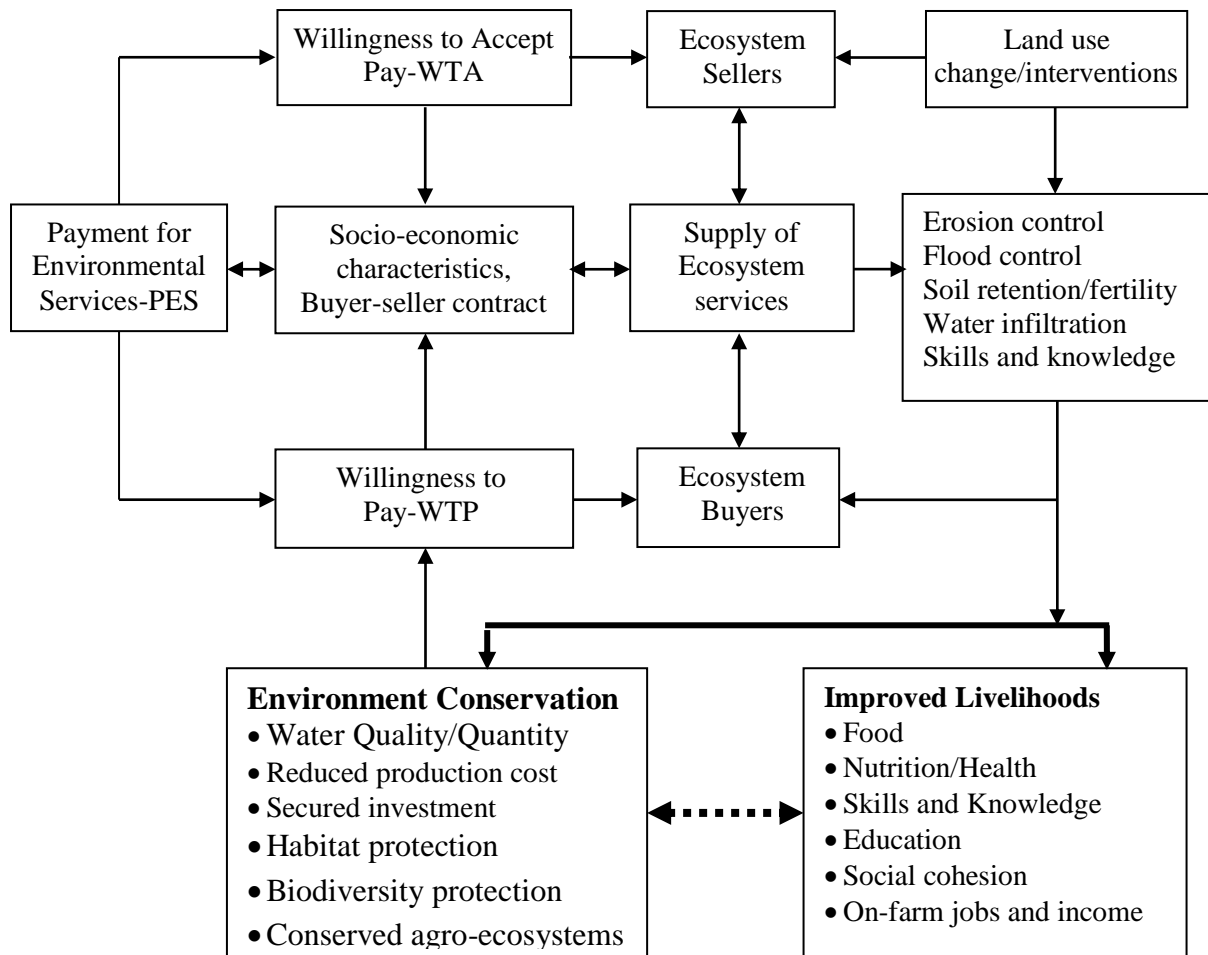 Willingness to Accept
Pay-WTA
Ecosystem
Sellers
Land use
change/interventions
Payment for
Environmental
Services-PES
Socio-economic
characteristics,
Buyer-seller contract
Supply of
Ecosystem
services
Erosion control
Flood control
Soil retention/fertility
Water infiltration
Skills and knowledge
Willingness to
Pay-WTP
Ecosystem
Buyers
Environment Conservation
• Water Quality/Quantity
• Reduced production cost
• Secured investment
• Habitat protection
• Biodiversity protection
• Conserved agro-ecosystems
Improved Livelihoods
• Food
• Nutrition/Health
• Skills and Knowledge
• Education
• Social cohesion
• On-farm jobs and income